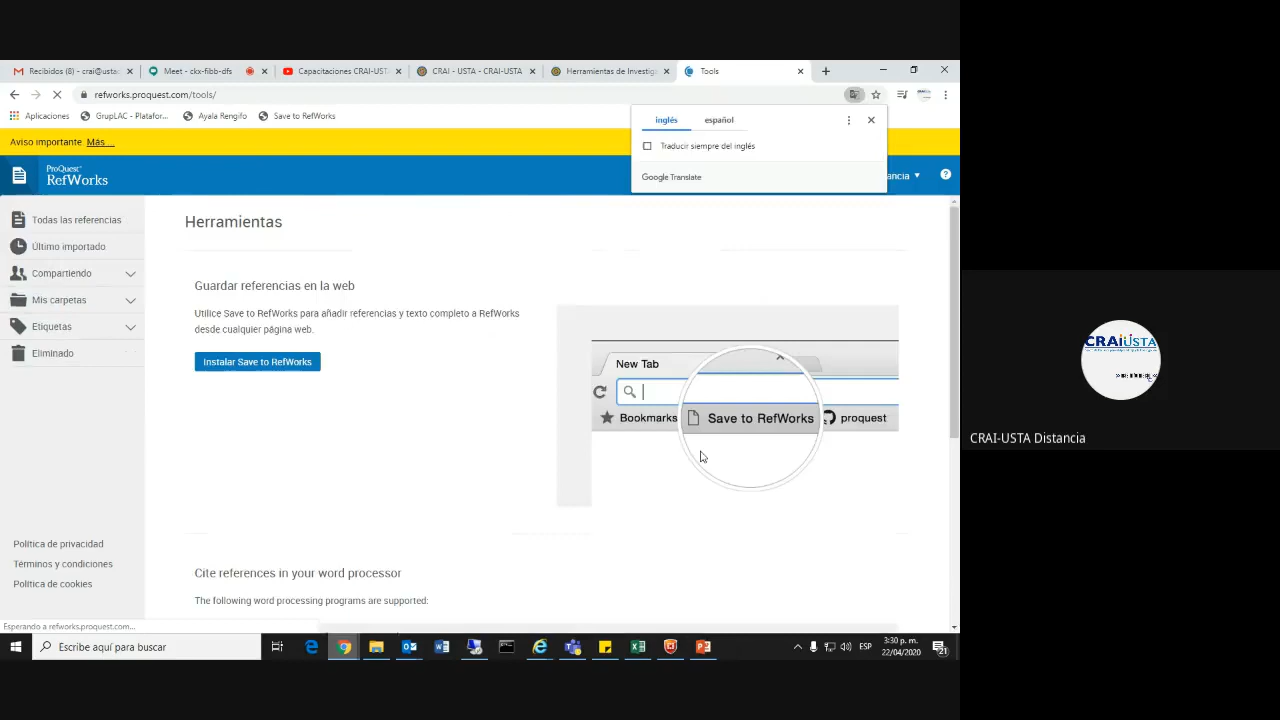 Recibidos (8) - crai@usta
Meet - ckx-fibb-dfs
Capacitaciones CRAI-UST
CRAI - USTA - CRAI-USTA
Herramientas de Investig
Tools
refworks.proquest.com/tools/
Aplicaciones
GrupLAC - Platafor...
Ayala Rengifo
Save to RefWorks
inglés
español
Traducir siempre del inglés
Google Translate
Aviso importante. Más ...
ProQuest
RefWorks
ancia
Todas las referencias
Último importado
Compartiendo
Mis carpetas
Etiquetas
Eliminado
Herramientas
Guardar referencias en la web
Utilice Save to RefWorks para añadir referencias y texto completo a RefWorks
desde cualquier página web.
Instalar Save to RefWorks
New Tab
Bookmarks
Save to RefWorks
proquest
Cite references in your word processor
The following word processing programs are supported:
Política de privacidad
Términos y condiciones
Política de cookies
Esperando a refworks.proquest.com...
Escribe aquí para buscar
ESP
3:30 p. m.
22/04/2020
21
CRAIUSTA
CRAI-USTA Distancia